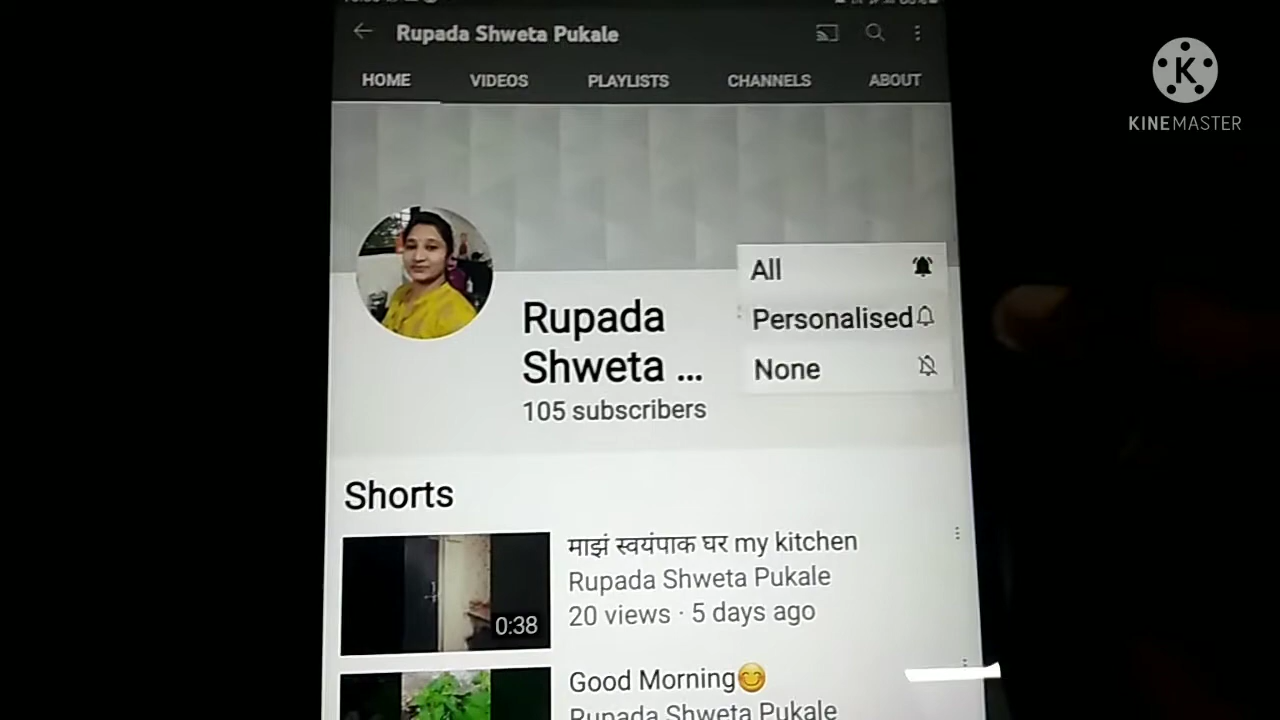 Rupada Shweta Pukale
HOME VIDEOS PLAYLISTS CHANNELS ABOUT
K
KINEMASTER
All
Personalised
None
Rupada
Shweta ...
105 subscribers
Shorts
माझं स्वयंपाक घर my kitchen
Rupada Shweta Pukale
20 views · 5 days ago
0:38
Good Morning😊
Rupada Shweta Pukale